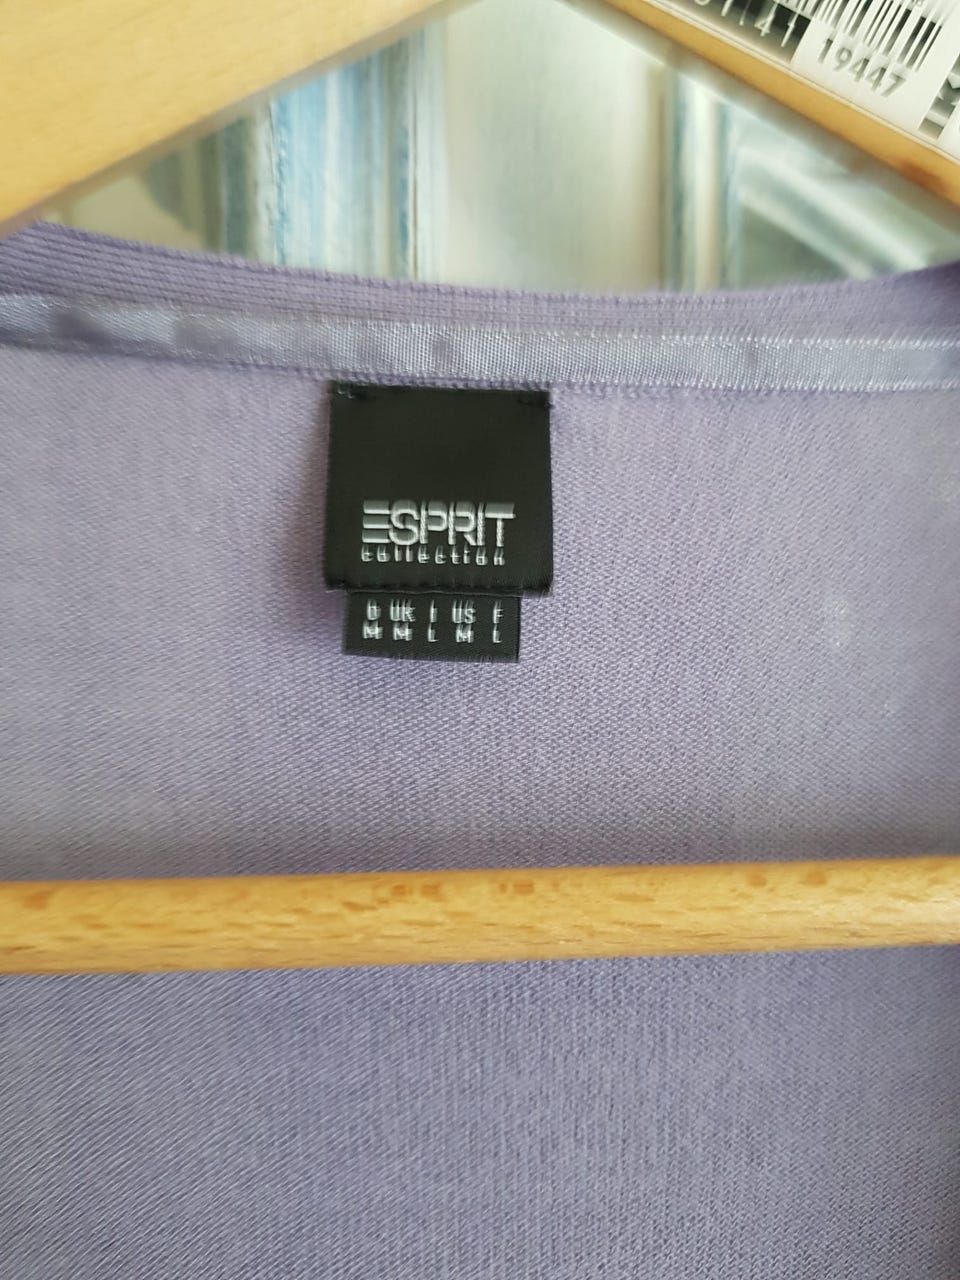 19447
ESPRIT
collection
D UK I US F
M M L M L